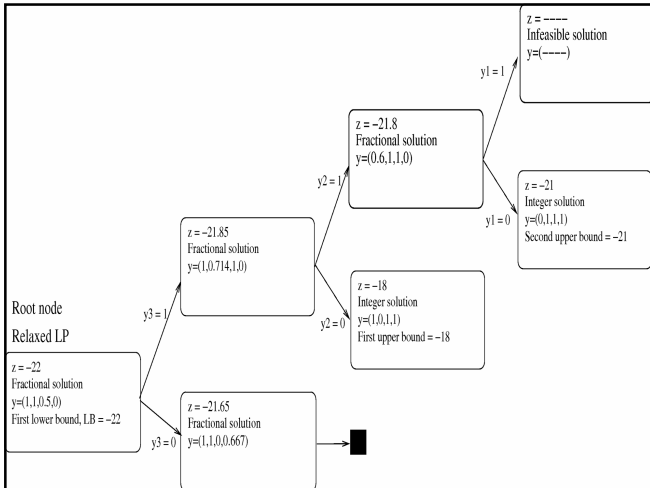 z = ----
Infeasible solution
y=(----)
y1 = 1
z = -21.8
Fractional solution
y=(0.6,1,1,0)
y2 = 1
z = -21
Integer solution
y=(0,1,1,1)
Second upper bound = -21
y1 = 0
z = -21.85
Fractional solution
y=(1,0.714,1,0)
y3 = 1
z = -18
Integer solution
y=(1,0,1,1)
First upper bound = -18
y2 = 0
Root node
Relaxed LP
z = -22
Fractional solution
y=(1,1,0.5,0)
First lower bound, LB = -22
z = -21.65
Fractional solution
y=(1,1,0,0.667)
y3 = 0